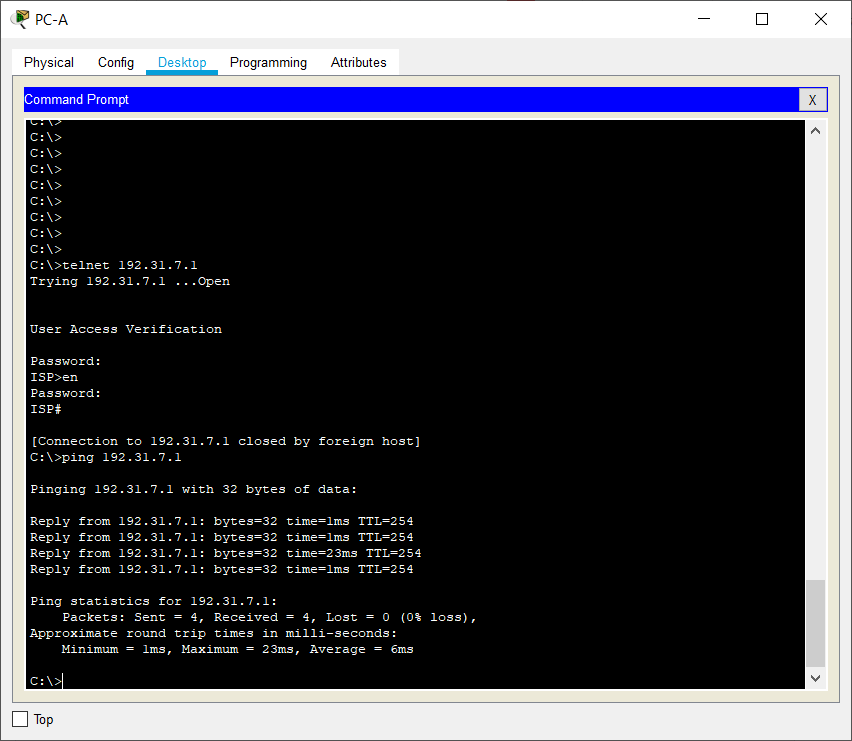 PC-A
Physical Config Desktop Programming Attributes
Command Prompt X
C:\>
C:\>
C:\>
C:\>
C:\>
C:\>
C:\>
C:\>
C:\>
C:\>telnet 192.31.7.1
Trying 192.31.7.1 ...Open
User Access Verification
Password:
ISP>en
Password:
ISP#
[Connection to 192.31.7.1 closed by foreign host]
C:\>ping 192.31.7.1
Pinging 192.31.7.1 with 32 bytes of data:
Reply from 192.31.7.1: bytes=32 time=1ms TTL=254
Reply from 192.31.7.1: bytes=32 time=1ms TTL=254
Reply from 192.31.7.1: bytes=32 time=23ms TTL=254
Reply from 192.31.7.1: bytes=32 time=1ms TTL=254
Ping statistics for 192.31.7.1:
    Packets: Sent = 4, Received = 4, Lost = 0 (0% loss),
Approximate round trip times in milli-seconds:
    Minimum = 1ms, Maximum = 23ms, Average = 6ms
C:\>
Top